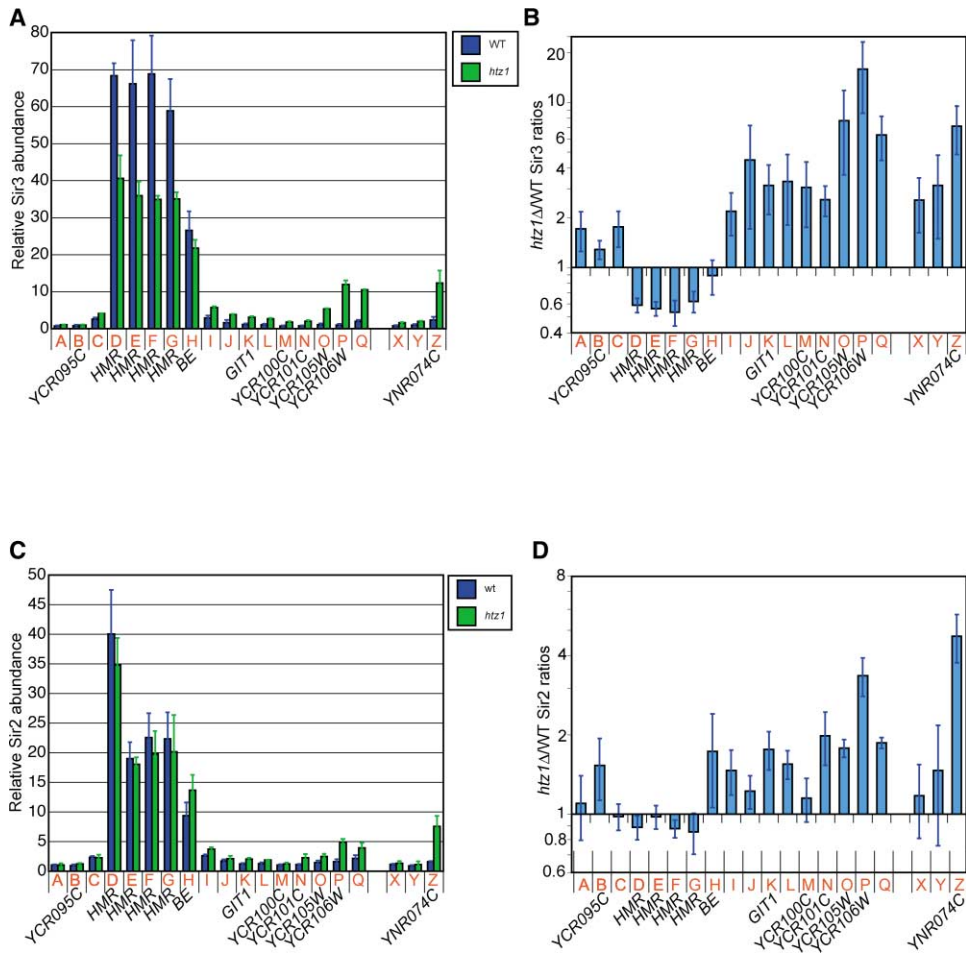 A
80
70
60
50
40
30
20
10
0
Relative Sir3 abundance
WT
htz1
A B C D E F G H I J K L M N O P Q X Y Z
YCR095C
HMR
HMR
HMR
HMR
BE
GIT1
YCR100C
YCR101C
YCR105W
YCR106W
YNR074C
B
20
10
6
4
2
1
0.6
0.4
htz1Δ/WT Sir3 ratios
A B C D E F G H I J K L M N O P Q X Y Z
YCR095C
HMR
HMR
HMR
HMR
BE
GIT1
YCR100C
YCR101C
YCR105W
YCR106W
YNR074C
C
50
45
40
35
30
25
20
15
10
5
0
Relative Sir2 abundance
wt
htz1
A B C D E F G H I J K L M N O P Q X Y Z
YCR095C
HMR
HMR
HMR
HMR
BE
GIT1
YCR100C
YCR101C
YCR105W
YCR106W
YNR074C
D
8
4
2
1
0.8
0.6
htz1Δ/WT Sir2 ratios
A B C D E F G H I J K L M N O P Q X Y Z
YCR095C
HMR
HMR
HMR
HMR
BE
GIT1
YCR100C
YCR101C
YCR105W
YCR106W
YNR074C